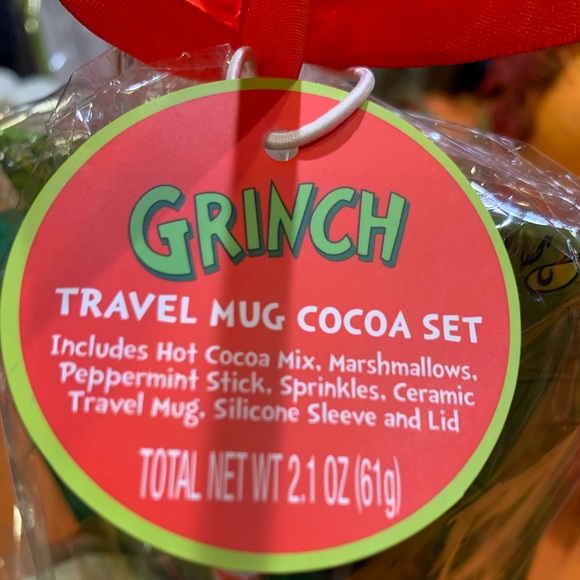 GRINCH
TRAVEL MUG COCOA SET
Includes Hot Cocoa Mix, Marshmallows,
Peppermint Stick, Sprinkles, Ceramic
Travel Mug, Silicone Sleeve and Lid
TOTAL NET WT 2.1 OZ (61g)